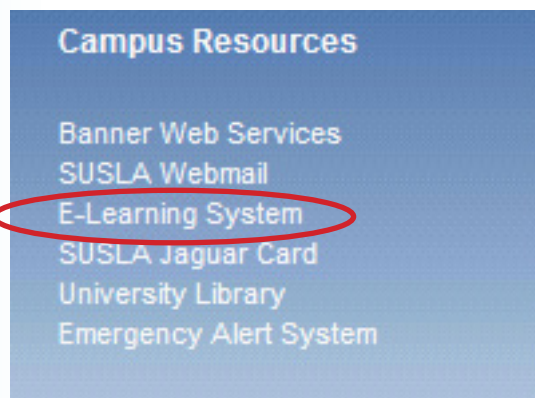 Campus Resources
Banner Web Services
SUSLA Webmail
E-Learning System
SUSLA Jaguar Card
University Library
Emergency Alert System